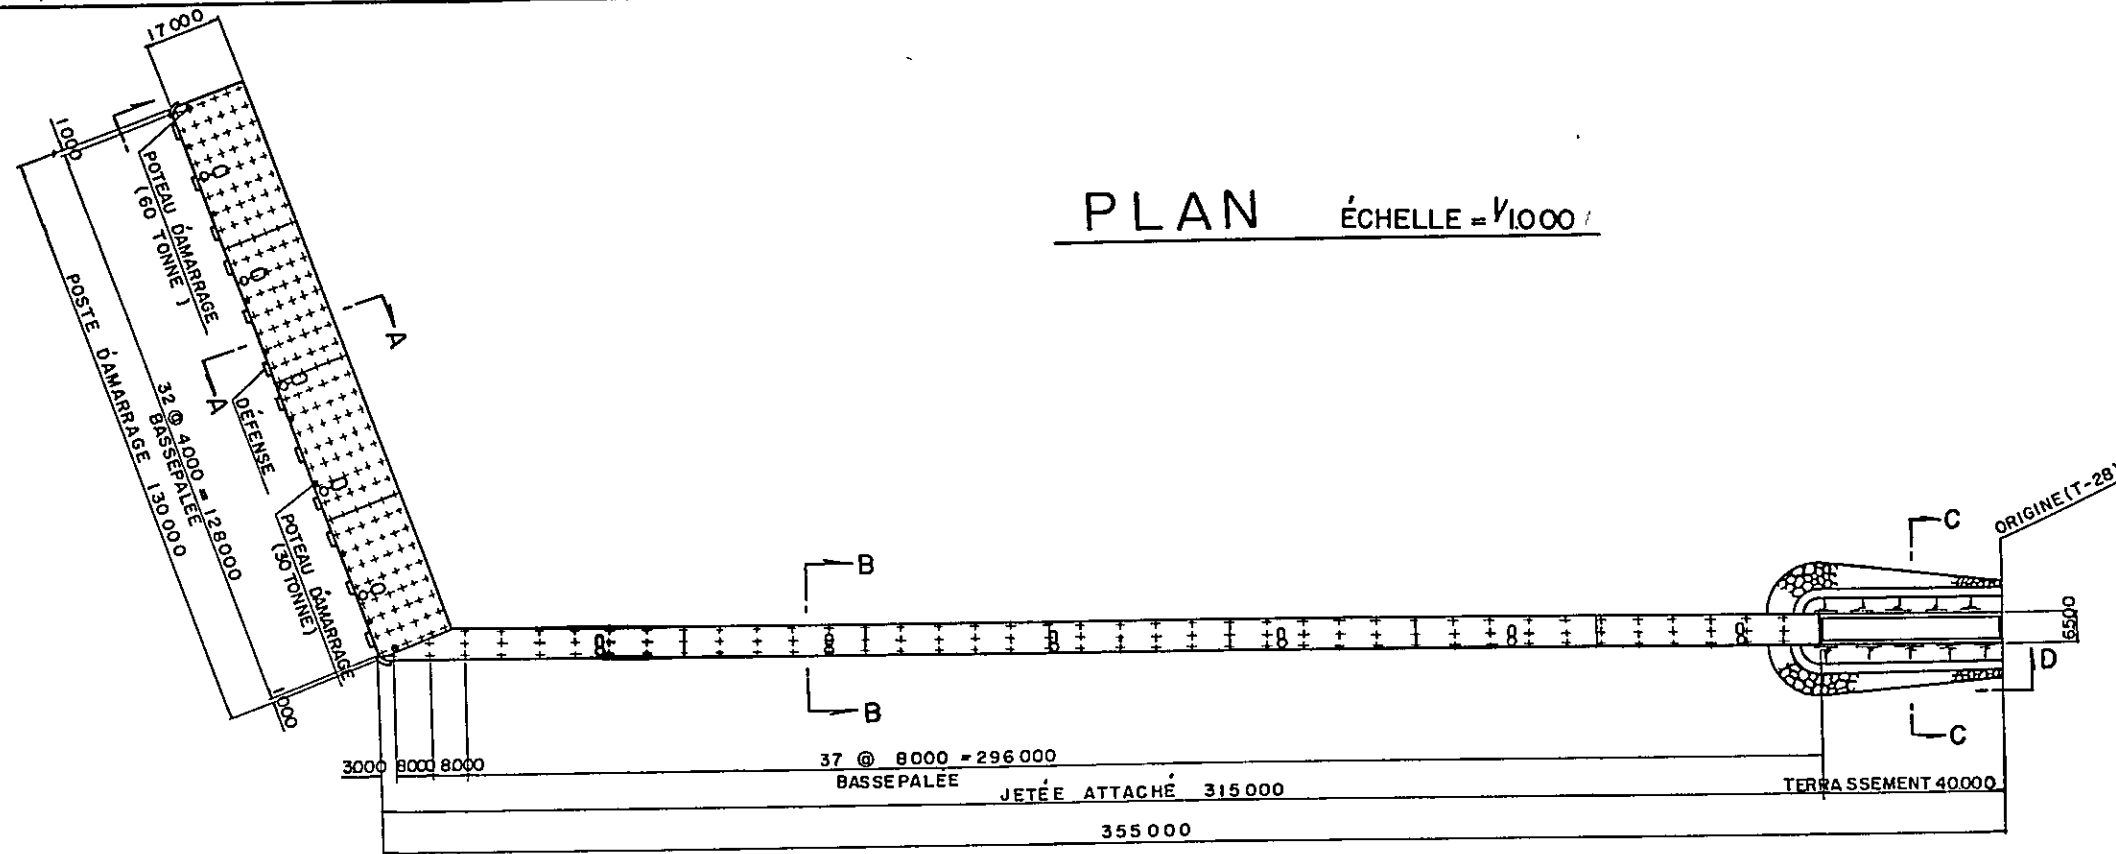 17000
1000
POTEAU D'AMARRAGE
(60 TONNE)
POSTE D'AMARRAGE 130000
32 @ 4000 = 128000
BASSEPALÉE
A
A
DÉFENSE
POTEAU D'AMARRAGE
(30 TONNE)
1000
PLAN ÉCHELLE = 1/1.000
B
B
C
C
D
ORIGINE (T-28)
6500
3000 8000 8000
37 @ 8000 = 296000
BASSEPALÉE
JETÉE ATTACHÉ 315000
TERRASSEMENT 40.000
355000